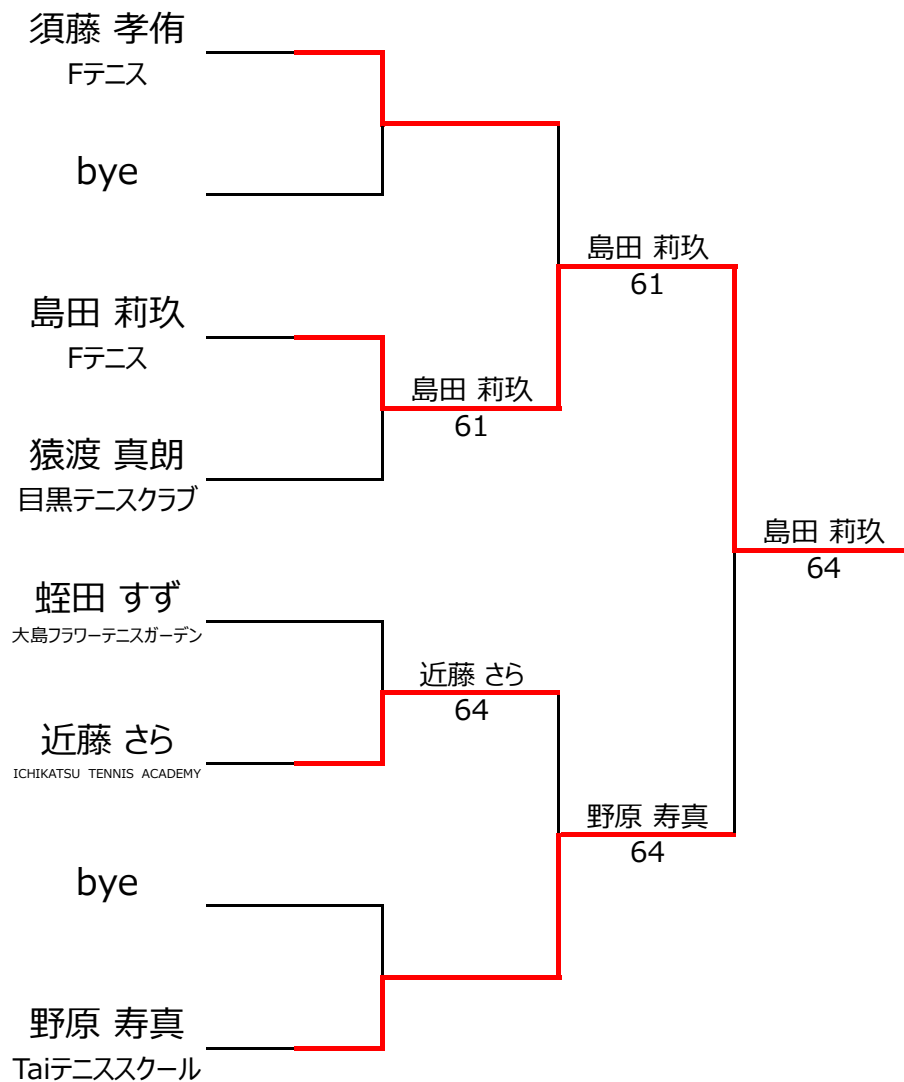 須藤 孝侑
Fテニス
bye
島田 莉玖
61
島田 莉玖
Fテニス
島田 莉玖
61
猿渡 真朗
目黒テニスクラブ
島田 莉玖
64
蛭田 すず
大島フラワーテニスガーデン
近藤 さら
64
近藤 さら
ICHIKATSU TENNIS ACADEMY
野原 寿真
64
bye
野原 寿真
Taiテニススクール